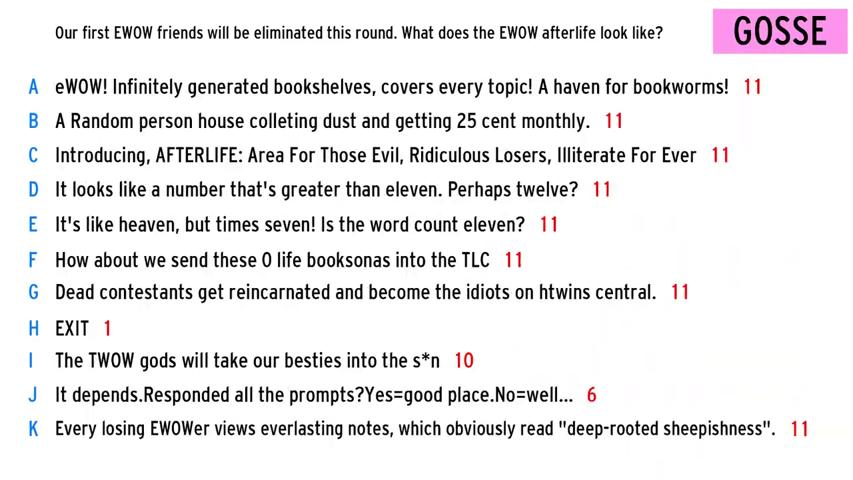 Our first EWOW friends will be eliminated this round. What does the EWOW afterlife look like?
GOSSE
A eWOW! Infinitely generated bookshelves, covers every topic! A haven for bookworms! 11
B A Random person house colleting dust and getting 25 cent monthly. 11
C Introducing, AFTERLIFE: Area For Those Evil, Ridiculous Losers, Illiterate For Ever 11
D It looks like a number that's greater than eleven. Perhaps twelve? 11
E It's like heaven, but times seven! Is the word count eleven? 11
F How about we send these 0 life booksonas into the TLC 11
G Dead contestants get reincarnated and become the idiots on htwins central. 11
H EXIT 1
I The TWOW gods will take our besties into the s*n 10
J It depends.Responded all the prompts?Yes=good place.No=well... 6
K Every losing EWOWer views everlasting notes, which obviously read "deep-rooted sheepishness". 11